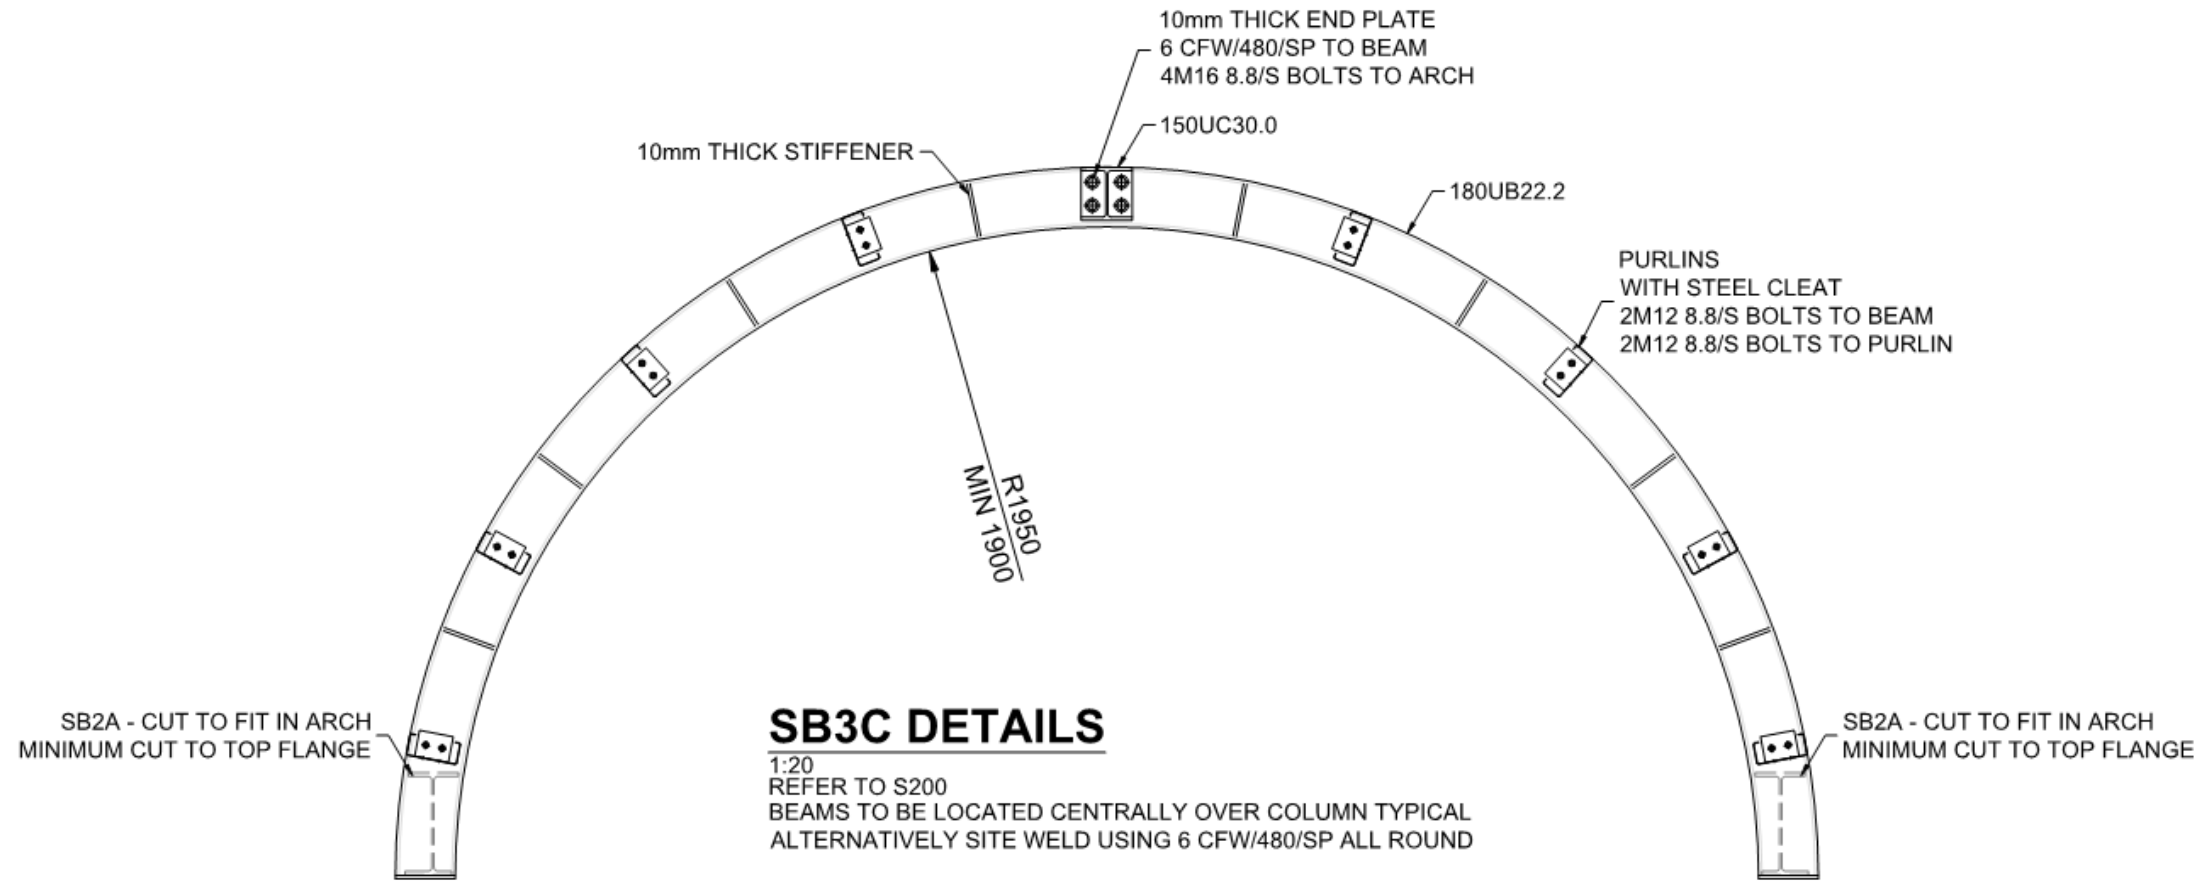 10mm THICK END PLATE
6 CFW/480/SP TO BEAM
4M16 8.8/S BOLTS TO ARCH
150UC30.0
10mm THICK STIFFENER
180UB22.2
PURLINS
WITH STEEL CLEAT
2M12 8.8/S BOLTS TO BEAM
2M12 8.8/S BOLTS TO PURLIN
R1950
MIN 1900
SB2A - CUT TO FIT IN ARCH
MINIMUM CUT TO TOP FLANGE
SB3C DETAILS
1:20
REFER TO S200
BEAMS TO BE LOCATED CENTRALLY OVER COLUMN TYPICAL
ALTERNATIVELY SITE WELD USING 6 CFW/480/SP ALL ROUND
SB2A - CUT TO FIT IN ARCH
MINIMUM CUT TO TOP FLANGE